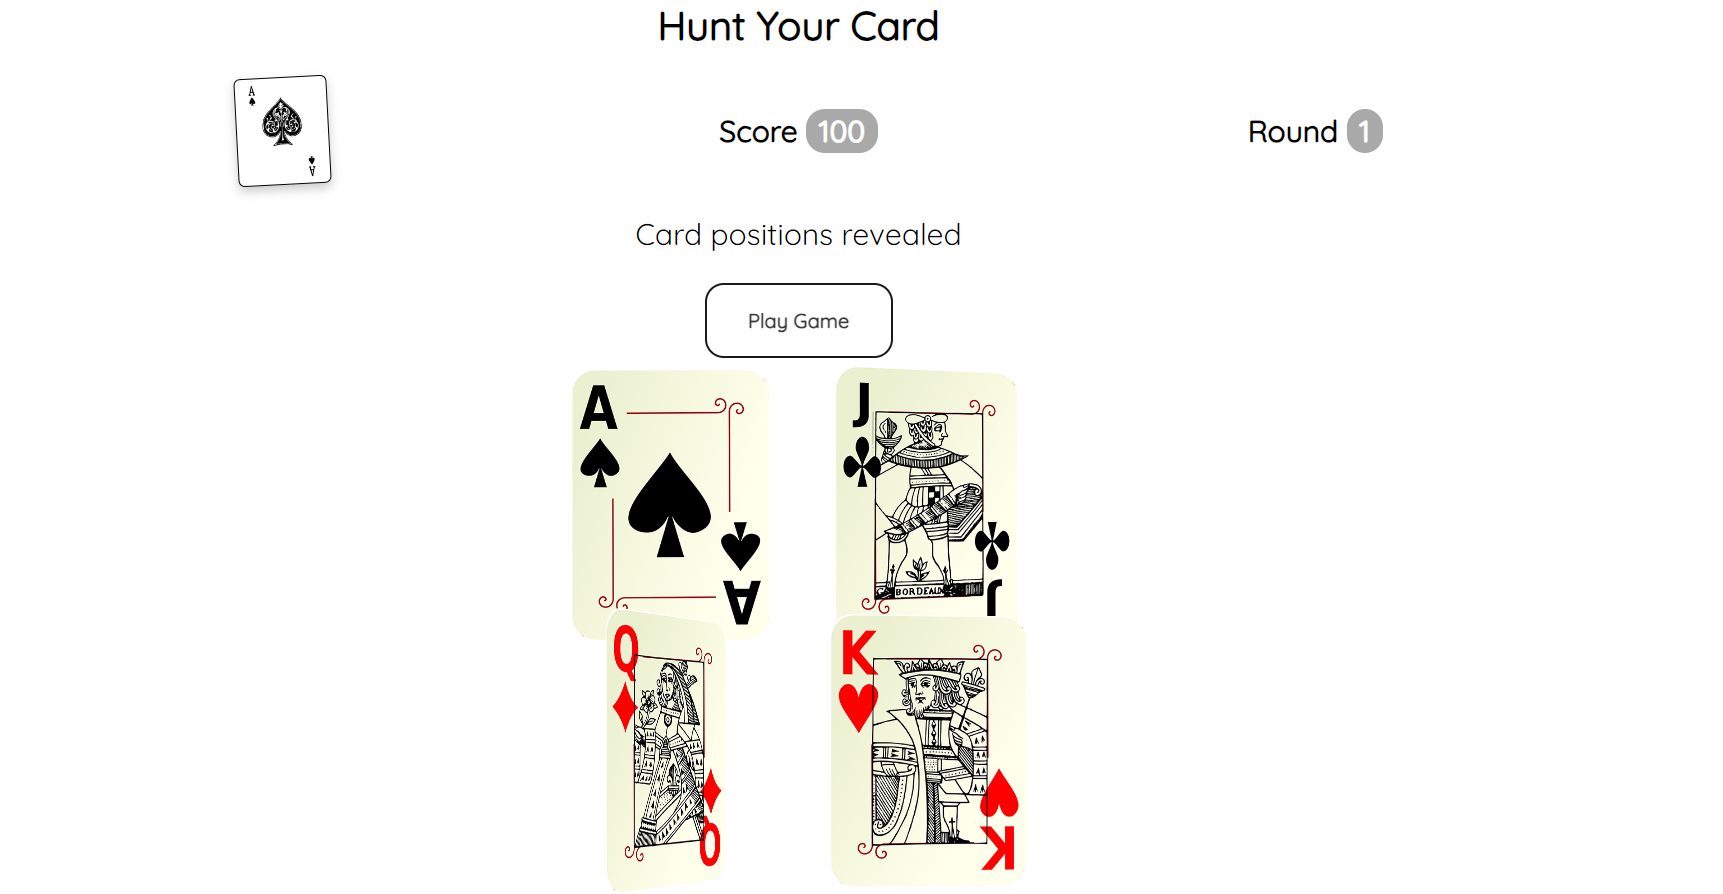 Hunt Your Card
A
A
Score 100
Round 1
Card positions revealed
Play Game
A
J
A
BORDEAUX
J
Q
K
Q
K